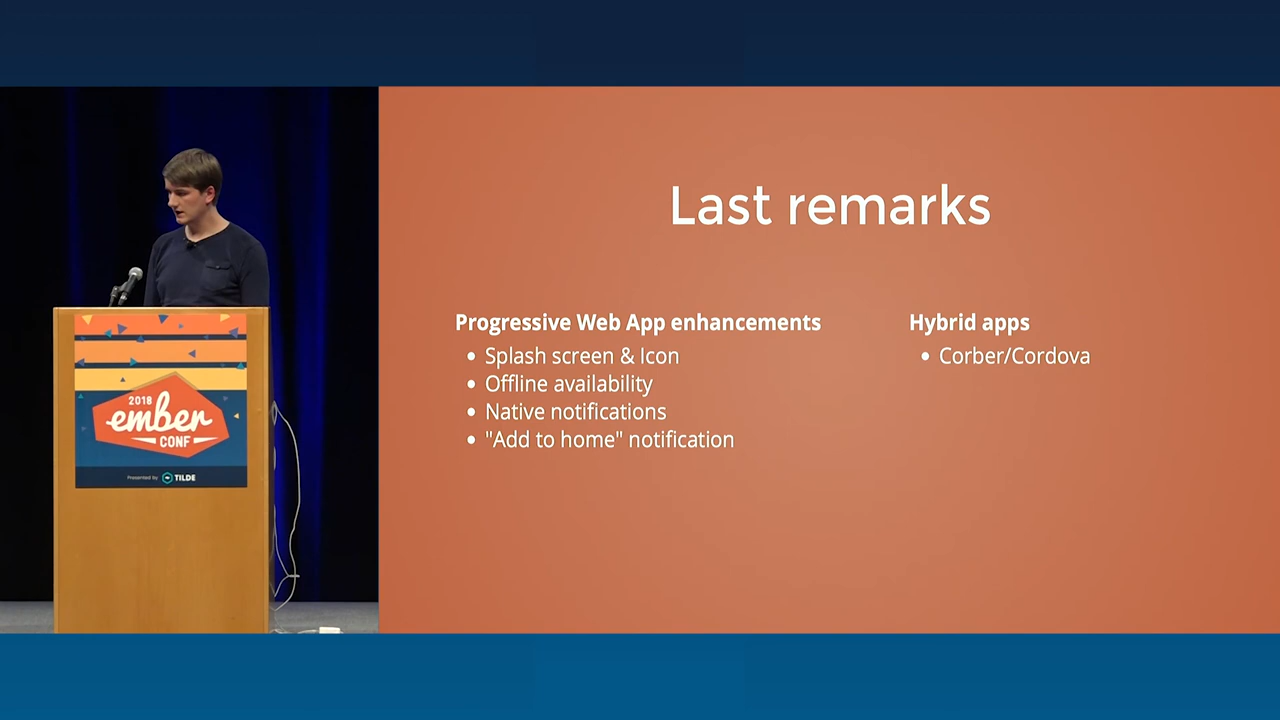 Last remarks
Progressive Web App enhancements
Splash screen & Icon
Offline availability
Native notifications
"Add to home" notification
Hybrid apps
Corber/Cordova
2018
ember
CONF
Presented by TILDE